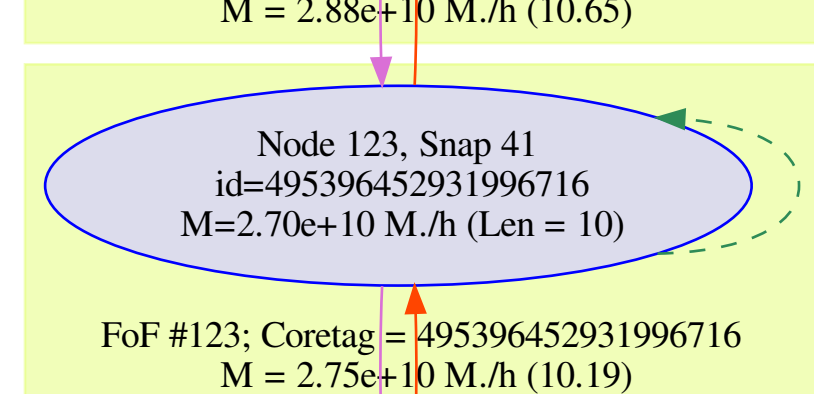 M = 2.88e+10 M./h (10.65)
Node 123, Snap 41
id=495396452931996716
M=2.70e+10 M./h (Len = 10)
FoF #123; Coretag = 495396452931996716
M = 2.75e+10 M./h (10.19)